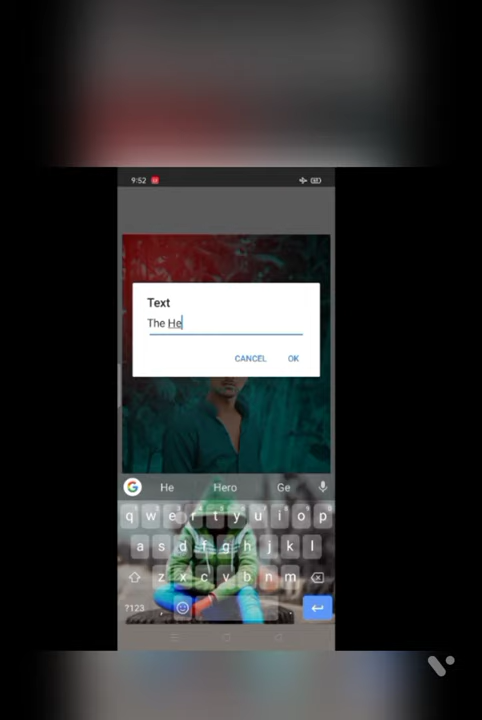 9:52
Text
The He
CANCEL OK
He Hero Ge
q w e r t y u i o p
a s d f g h j k l
z x c v b n m
?123 ,